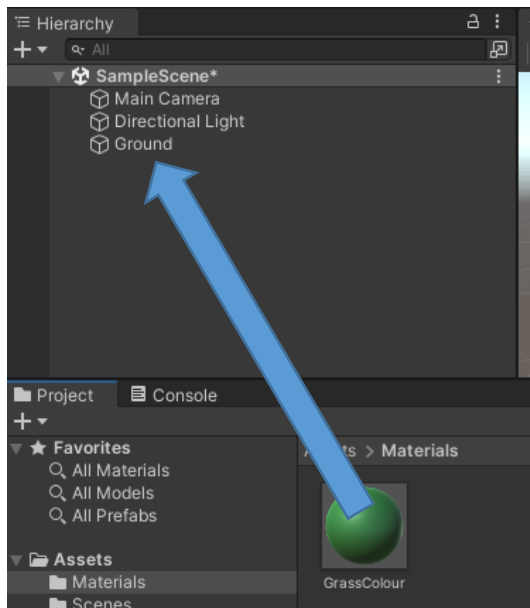 Hierarchy
All
SampleScene*
Main Camera
Directional Light
Ground
Project
Console
Favorites
All Materials
All Models
All Prefabs
Assets
Materials
Scenes
> Materials
GrassColour